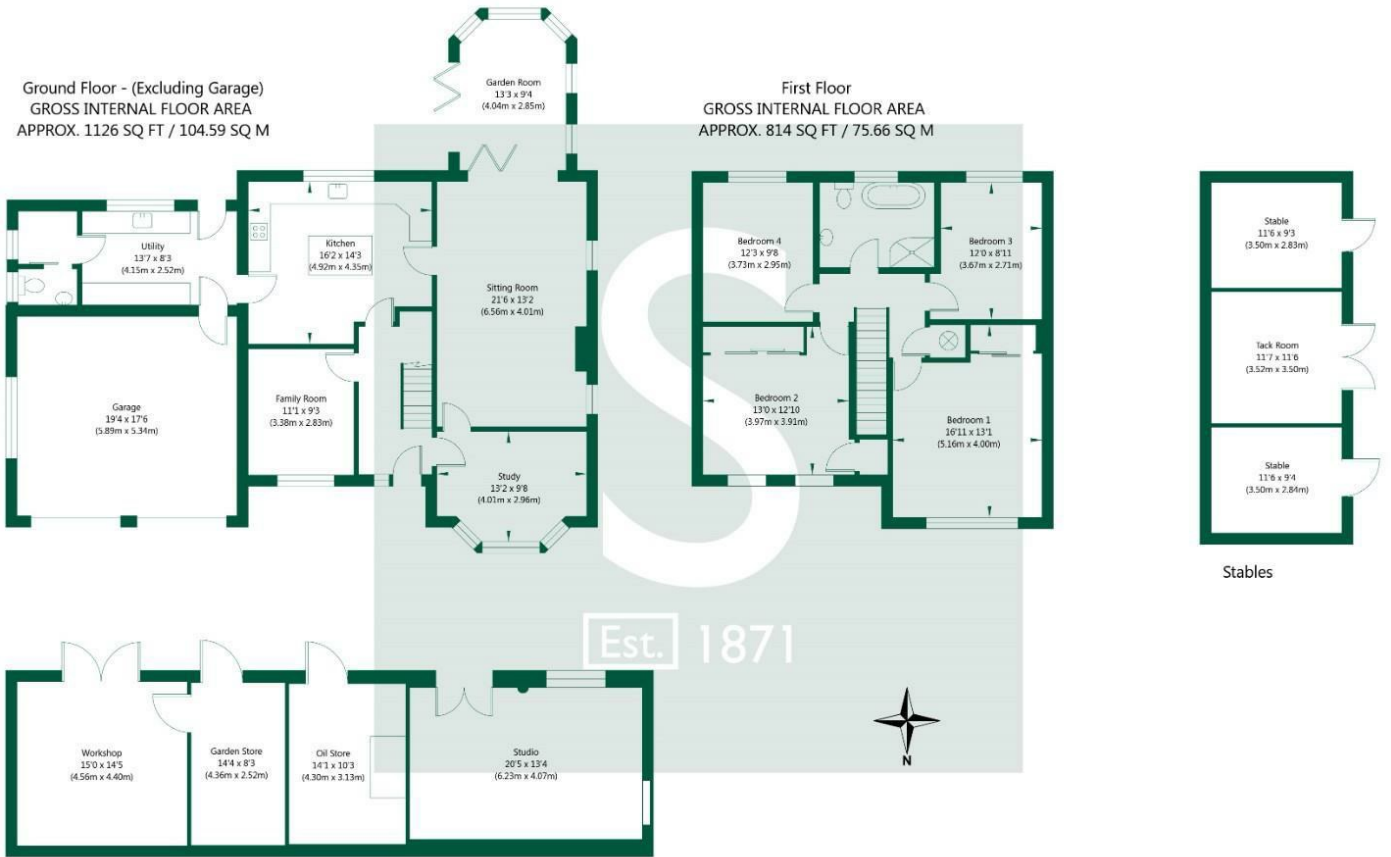 Ground Floor - (Excluding Garage)
GROSS INTERNAL FLOOR AREA
APPROX. 1126 SQ FT / 104.59 SQ M
Garden Room
13'3 x 9'4
(4.04m x 2.85m)
Utility
13'7 x 8'3
(4.15m x 2.52m)
Kitchen
16'2 x 14'3
(4.92m x 4.35m)
Sitting Room
21'6 x 13'2
(6.56m x 4.01m)
Garage
19'4 x 17'6
(5.89m x 5.34m)
Family Room
11'1 x 9'3
(3.38m x 2.83m)
Study
13'2 x 9'8
(4.01m x 2.96m)
First Floor
GROSS INTERNAL FLOOR AREA
APPROX. 814 SQ FT / 75.66 SQ M
Bedroom 4
12'3 x 9'8
(3.73m x 2.95m)
Bedroom 3
12'0 x 8'11
(3.67m x 2.71m)
Bedroom 2
13'0 x 12'10
(3.97m x 3.91m)
Bedroom 1
16'11 x 13'1
(5.16m x 4.00m)
Stable
11'6 x 9'3
(3.50m x 2.83m)
Tack Room
11'7 x 11'6
(3.52m x 3.50m)
Stable
11'6 x 9'4
(3.50m x 2.84m)
Stables
S
Est. 1871
Workshop
15'0 x 14'5
(4.56m x 4.40m)
Garden Store
14'4 x 8'3
(4.36m x 2.52m)
Oil Store
14'1 x 10'3
(4.30m x 3.13m)
Studio
20'5 x 13'4
(6.23m x 4.07m)
N